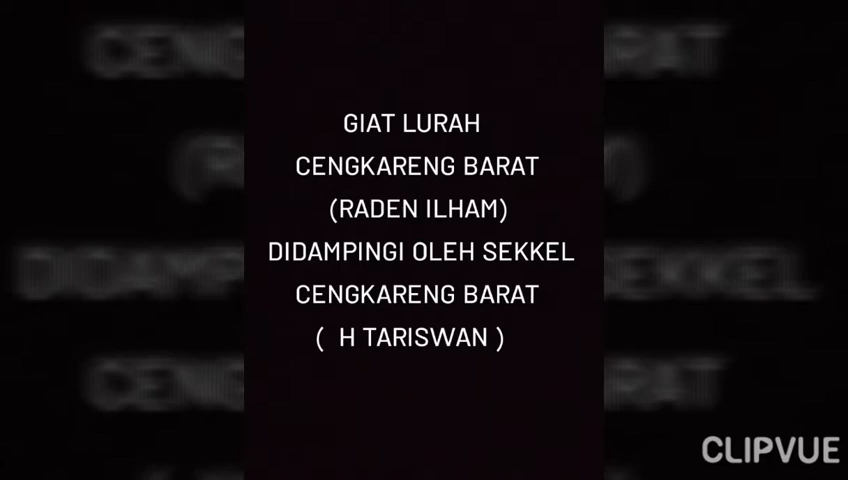 GIAT LURAH
CENGKARENG BARAT
(RADEN ILHAM)
DIDAMPINGI OLEH SEKKEL
CENGKARENG BARAT
( H TARISWAN )
CLIPVUE